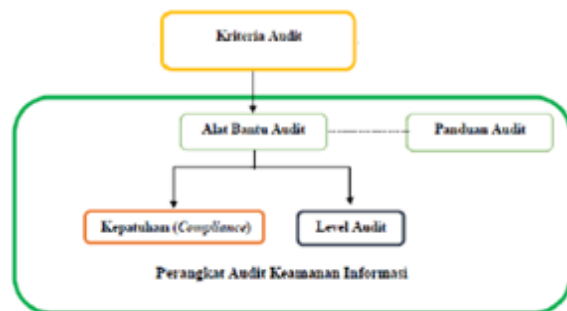 Kriteria Audit
Alat Bantu Audit
Panduan Audit
Kepatuhan (Compliance)
Level Audit
Perangkat Audit Keamanan Informasi